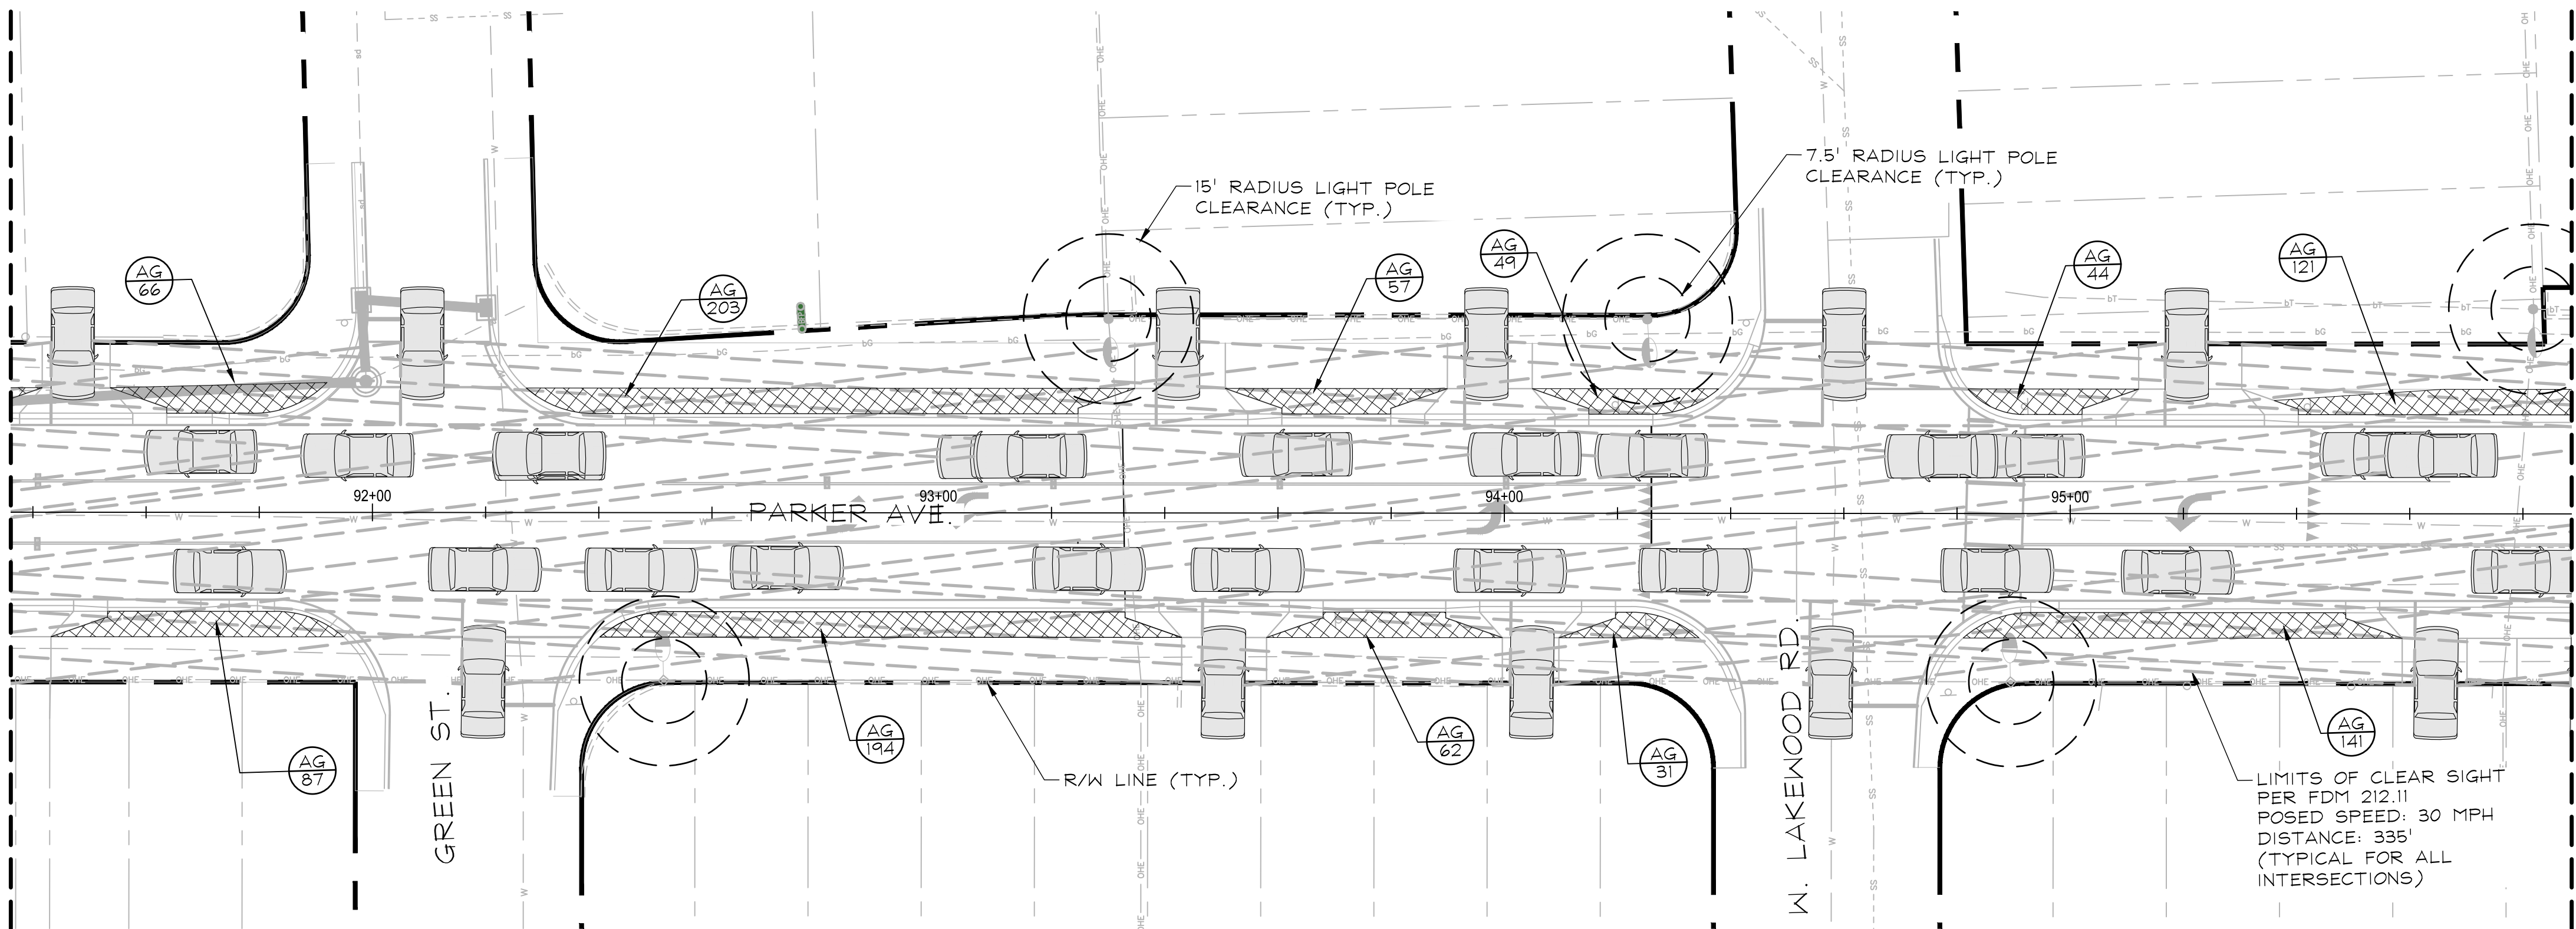 15' RADIUS LIGHT POLE
CLEARANCE (TYP.)
7.5' RADIUS LIGHT POLE
CLEARANCE (TYP.)
AG
66
AG
203
AG
57
AG
49
AG
44
AG
121
92+00
93+00
94+00
95+00
PARKER AVE.
AG
87
GREEN ST.
AG
194
R/W LINE (TYP.)
AG
62
AG
31
W. LAKEWOOD RD.
AG
141
LIMITS OF CLEAR SIGHT
PER FDM 212.11
POSED SPEED: 30 MPH
DISTANCE: 335'
(TYPICAL FOR ALL
INTERSECTIONS)